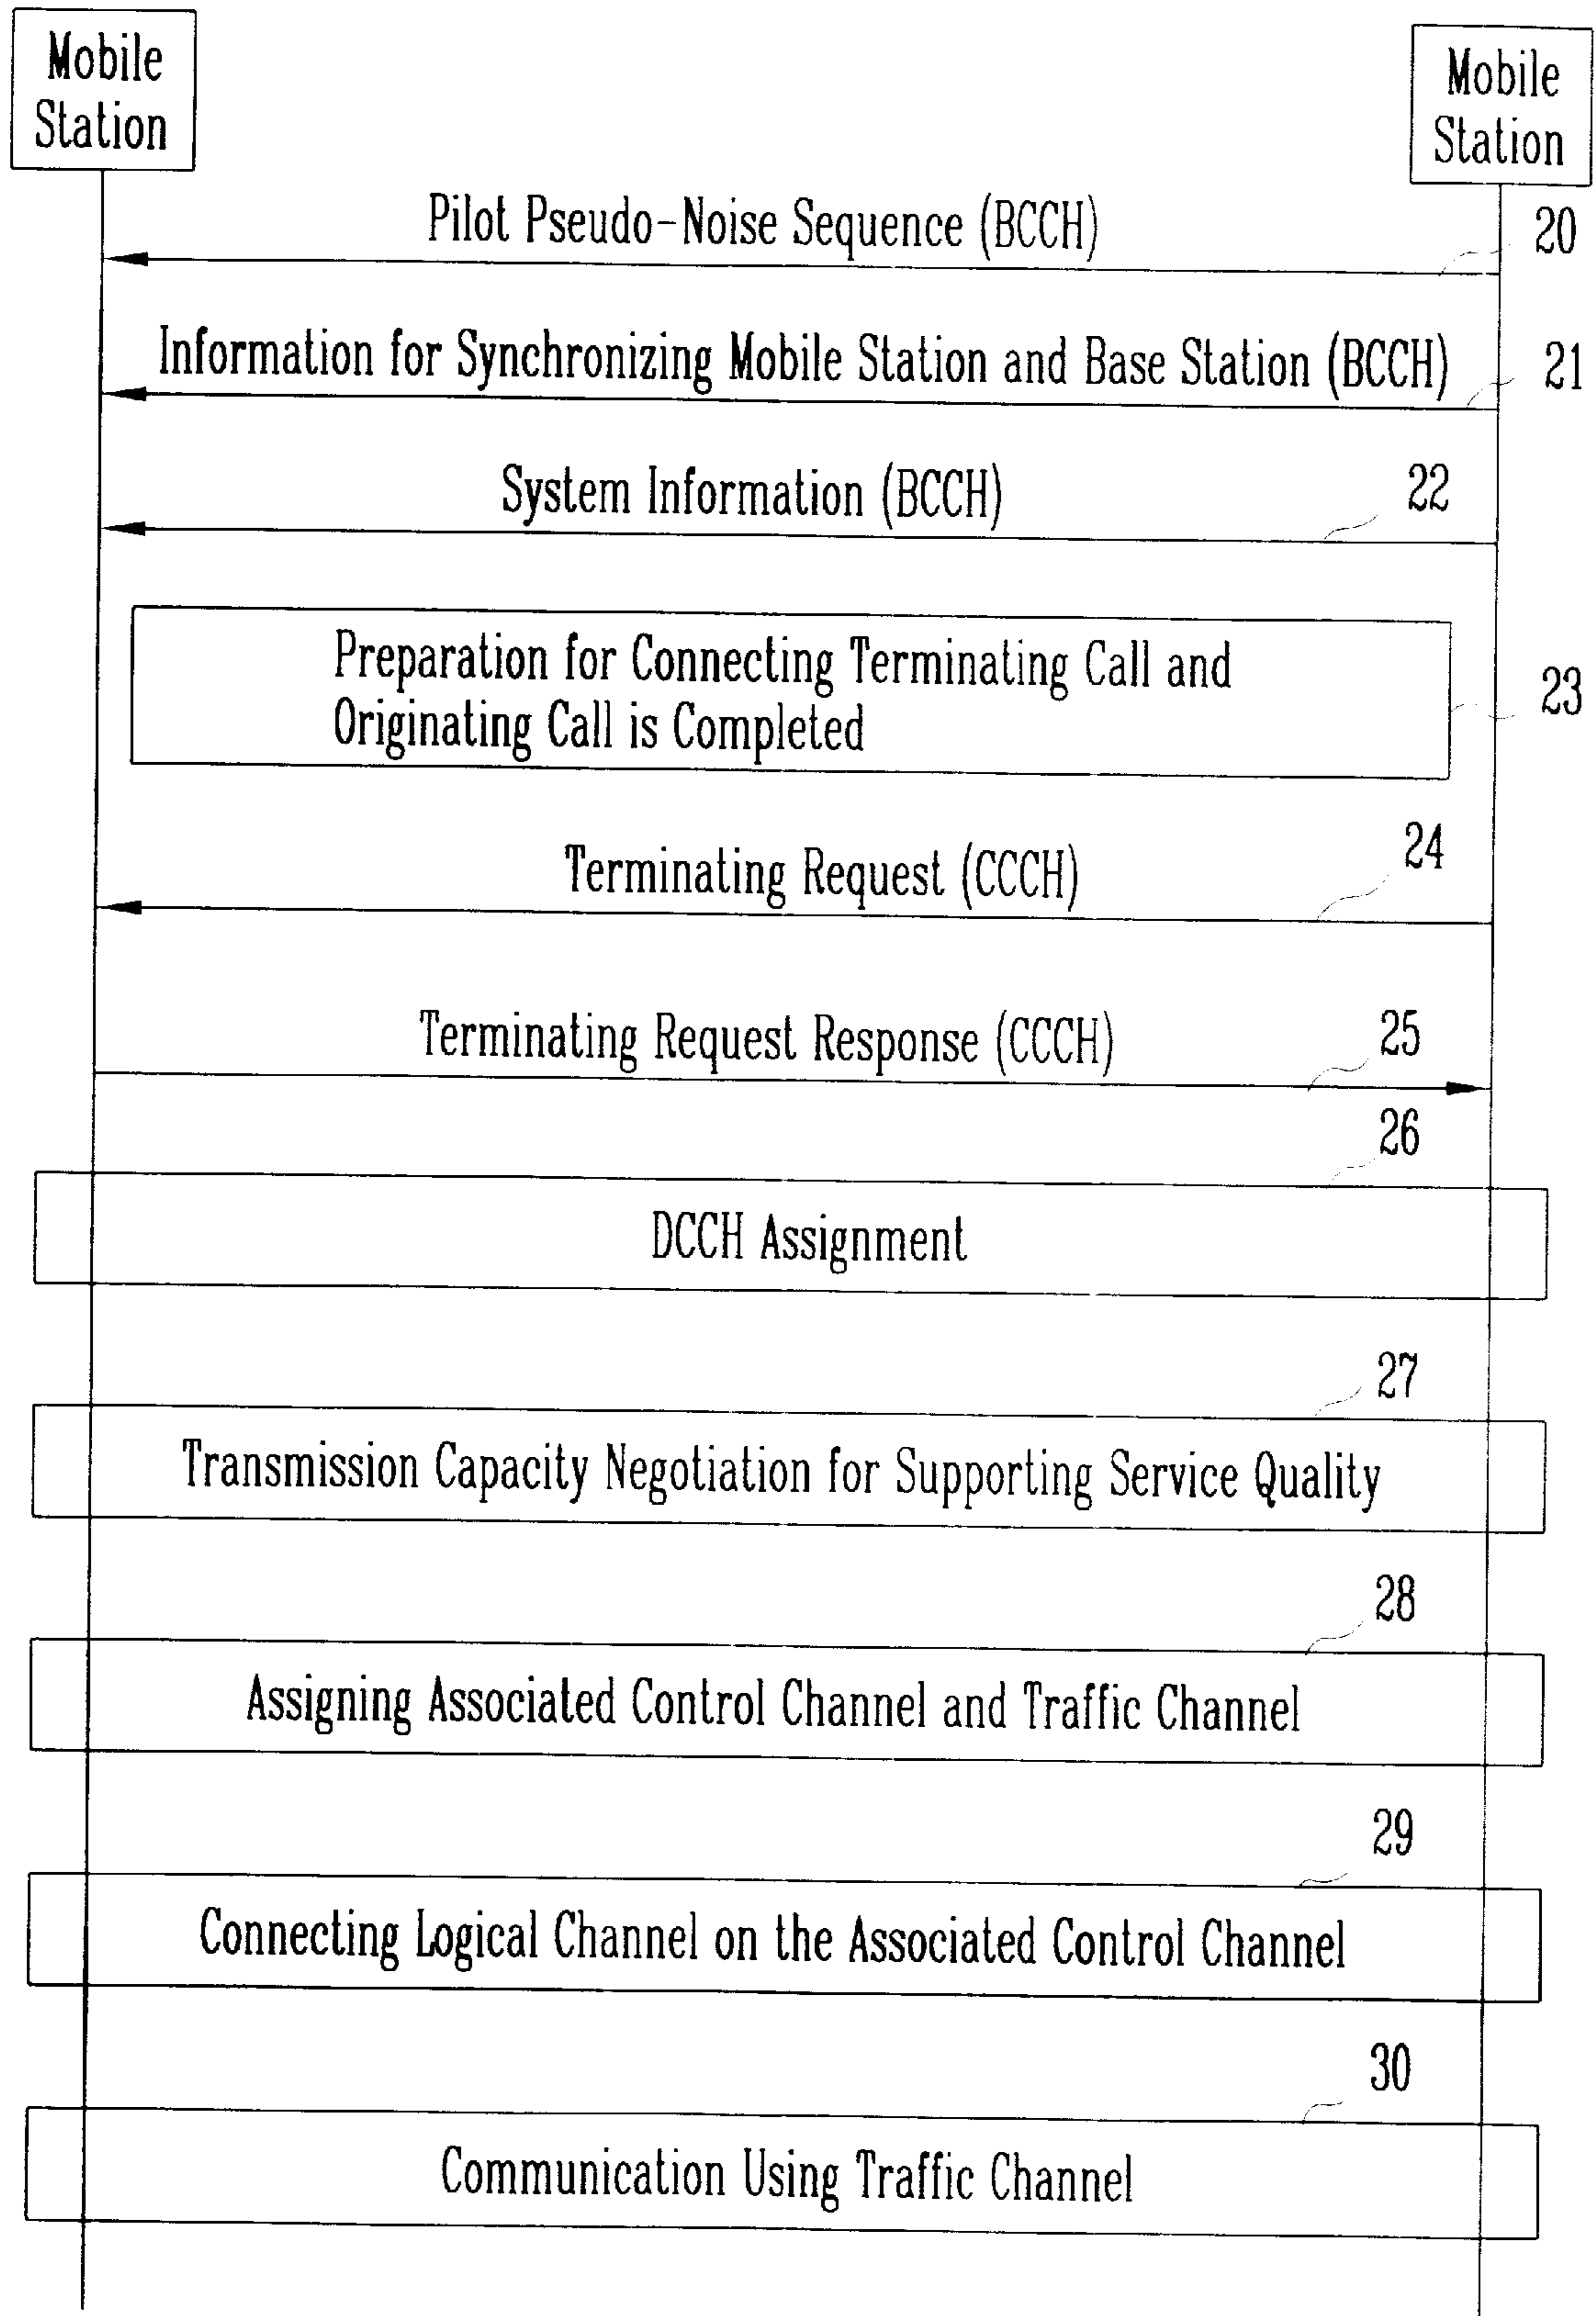 Mobile
Station
Mobile
Station
Pilot Pseudo-Noise Sequence (BCCH)
20
Information for Synchronizing Mobile Station and Base Station (BCCH)
21
System Information (BCCH)
22
Preparation for Connecting Terminating Call and
Originating Call is Completed
23
Terminating Request (CCCH)
24
Terminating Request Response (CCCH)
25
26
DCCH Assignment
27
Transmission Capacity Negotiation for Supporting Service Quality
28
Assigning Associated Control Channel and Traffic Channel
29
Connecting Logical Channel on the Associated Control Channel
30
Communication Using Traffic Channel